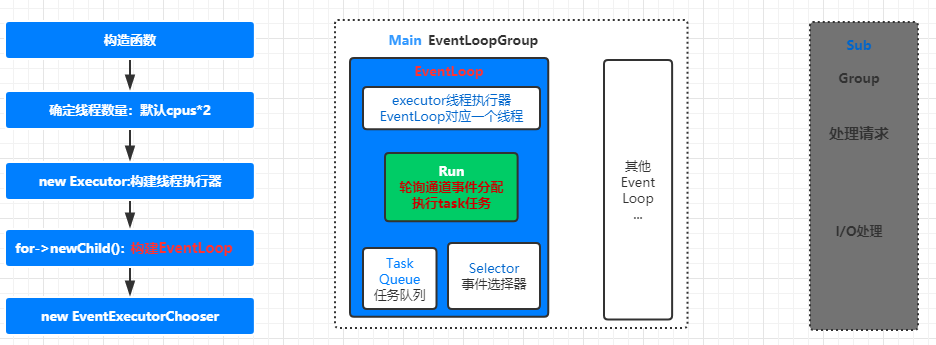 构造函数
确定线程数量：默认cpus*2
new Executor:构建线程执行器
for->newChild(): 构建EventLoop
new EventExecutorChooser
Main EventLoopGroup
EventLoop
executor线程执行器
EventLoop对应一个线程
Run
轮询通道事件分配
执行task任务
Task
Queue
任务队列
Selector
事件选择器
其他
Event
Loop
...
Sub
Group
处理请求
I/O处理